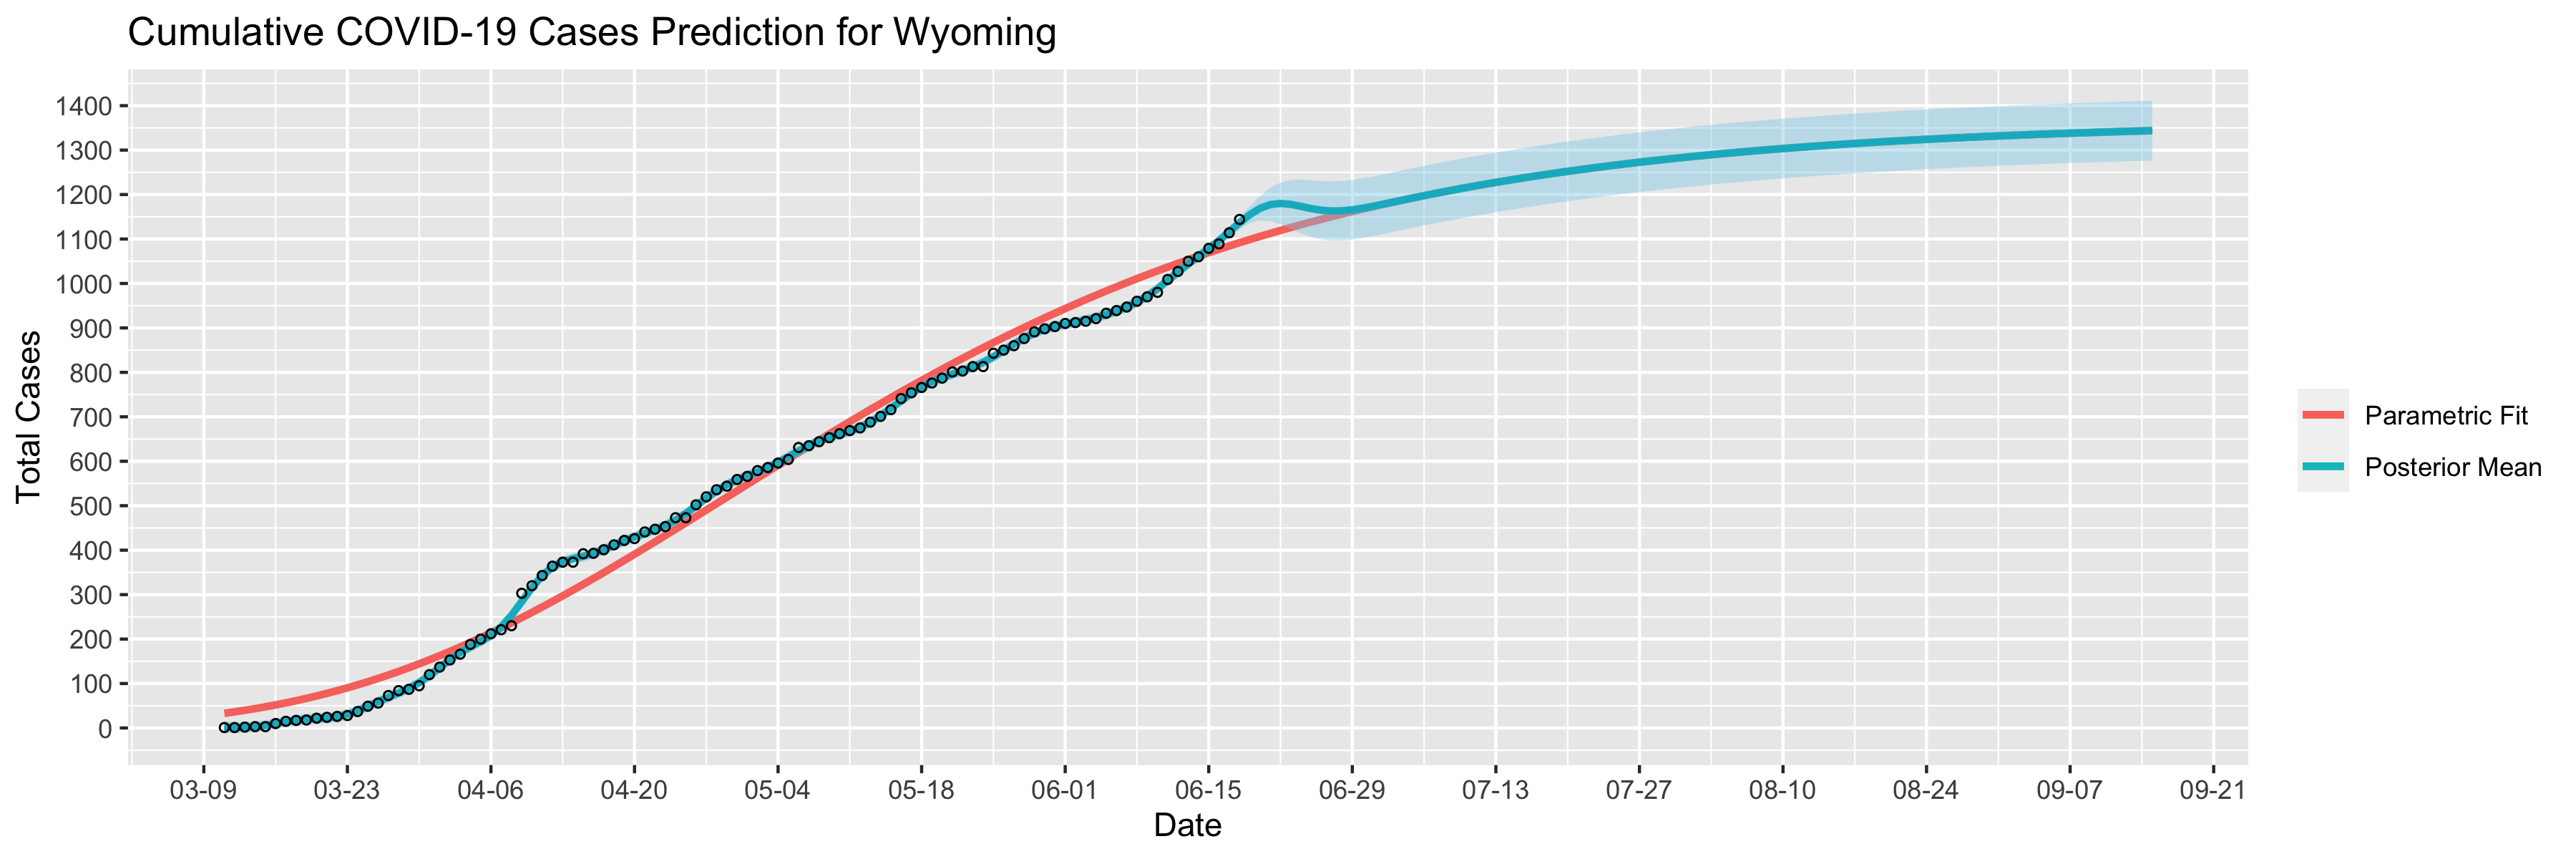 Cumulative COVID-19 Cases Prediction for Wyoming
1400
1300
1200
1100
1000
900
800
700
600
500
400
300
200
100
0
Total Cases
03-09 03-23 04-06 04-20 05-04 05-18 06-01 06-15 06-29 07-13 07-27 08-10 08-24 09-07 09-21
Date
Parametric Fit
Posterior Mean